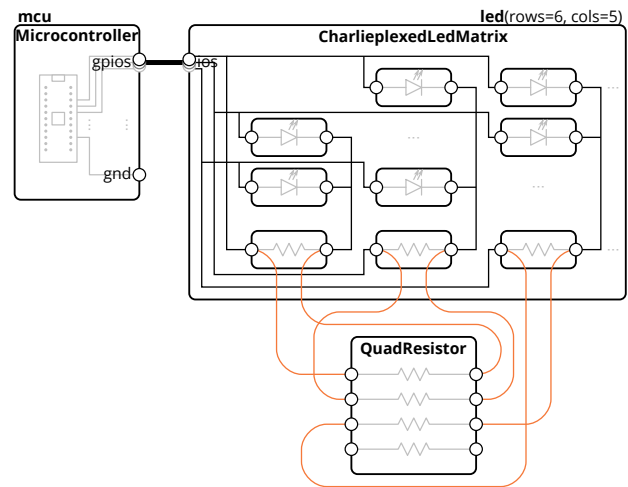 mcu
Microcontroller
gpios
gnd
led(rows=6, cols=5)
CharlieplexedLedMatrix
ios
QuadResistor